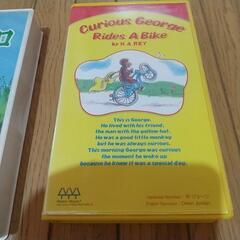 Curious George
Rides A Bike
by H.A.REY
This is George.
He lived with his friend,
the man with the yellow hat.
He was a good little monkey
but he was always curious.
This morning George was curious
the moment he woke up
because he knew it was a special day.